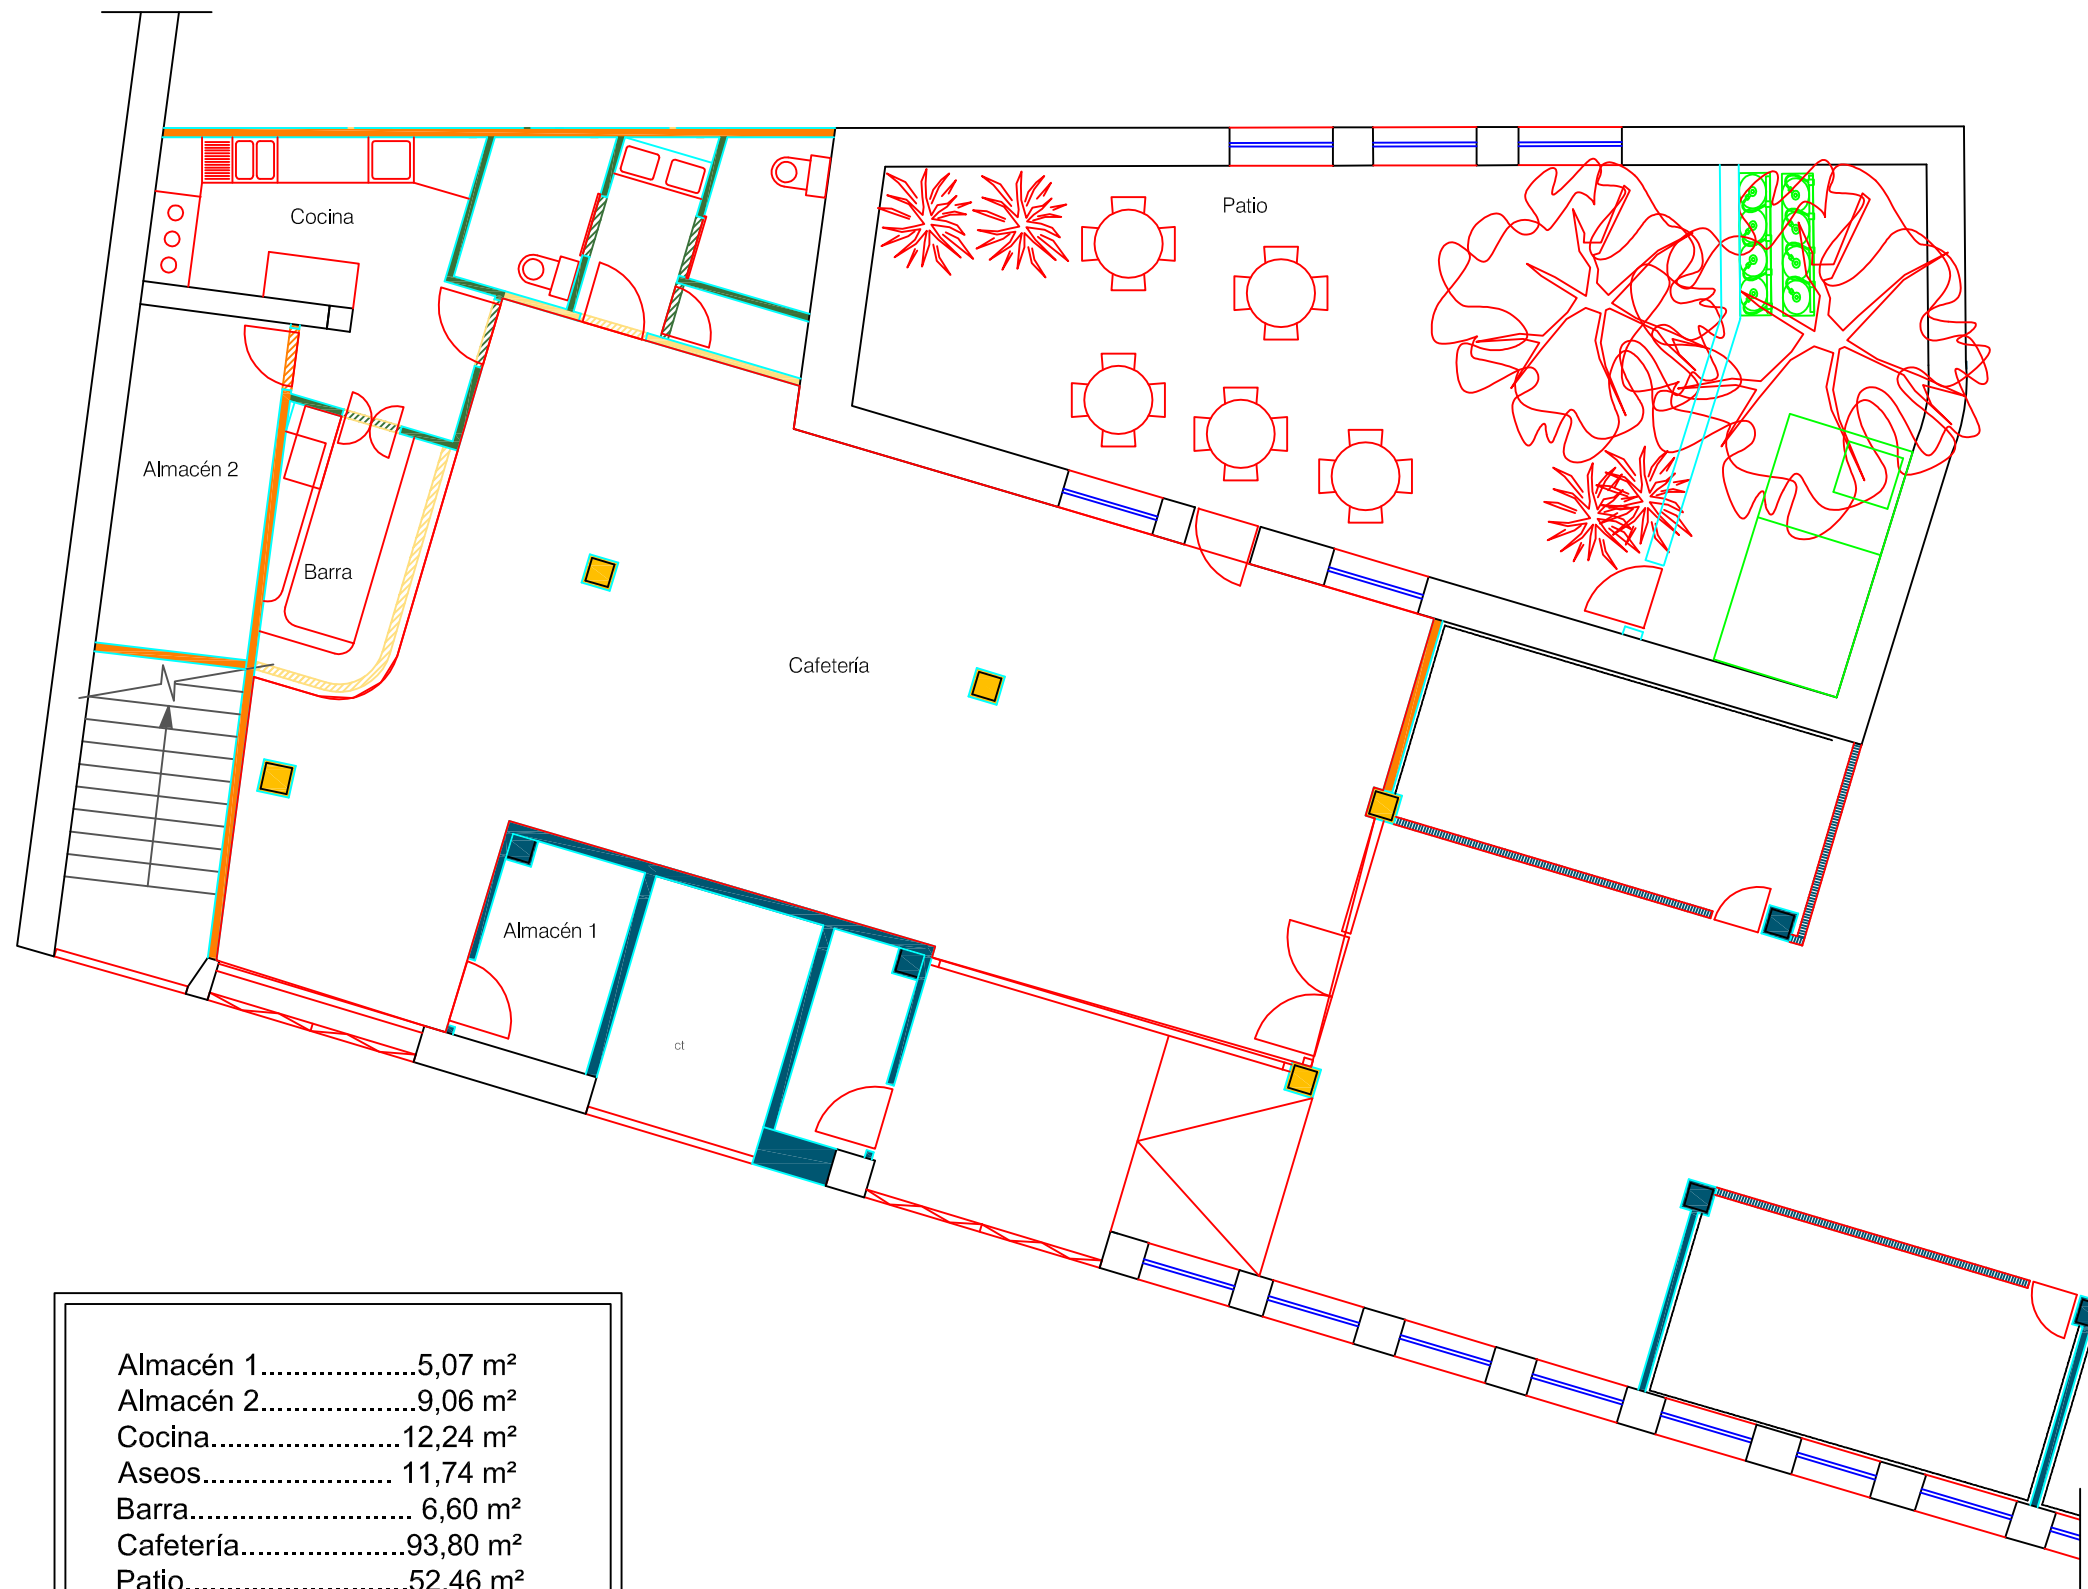 Cocina
Patio
Almacén 2
Barra
Cafetería
Almacén 1
ct
Almacén 1..................5,07 m²
Almacén 2..................9,06 m²
Cocina......................12,24 m²
Aseos...................... 11,74 m²
Barra.......................... 6,60 m²
Cafetería...................93,80 m²
Patio..........................52,46 m²